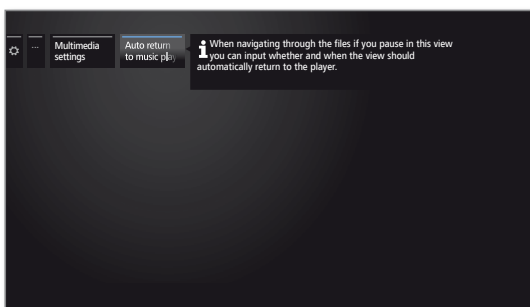 ...
Multimedia
settings
Auto return
to music play
When navigating through the files if you pause in this view
you can input whether and when the view should
automatically return to the player.